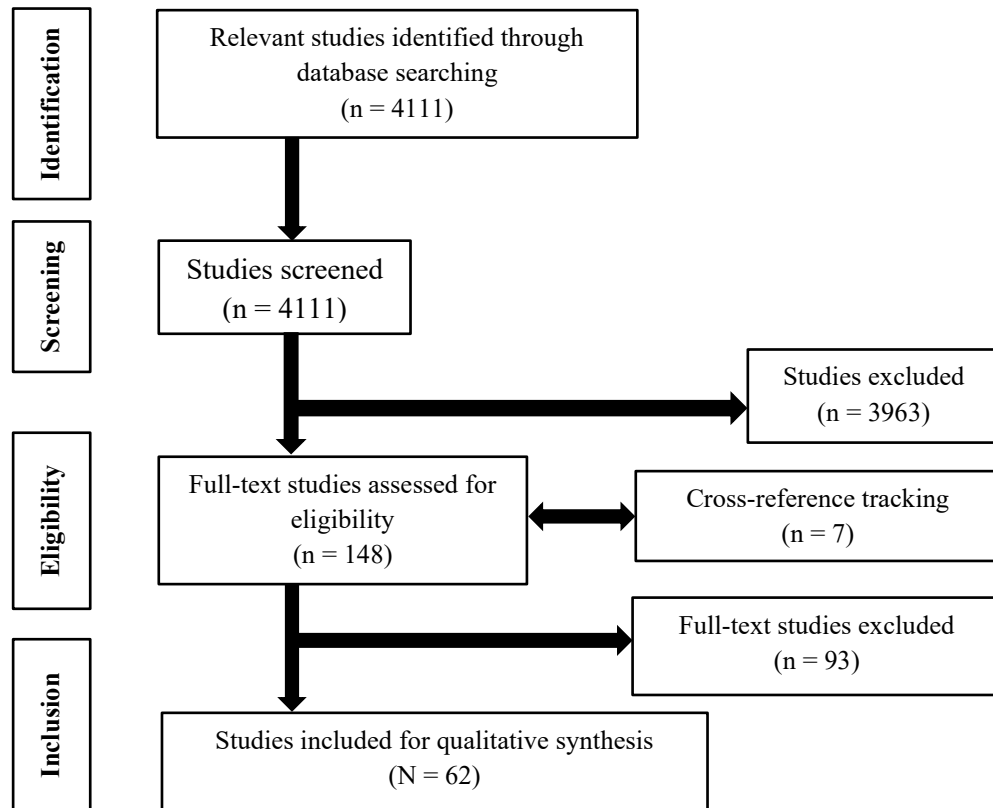 Identification
Relevant studies identified through
database searching
(n = 4111)
Screening
Studies screened
(n = 4111)
Studies excluded
(n = 3963)
Eligibility
Full-text studies assessed for
eligibility
(n = 148)
Cross-reference tracking
(n = 7)
Full-text studies excluded
(n = 93)
Inclusion
Studies included for qualitative synthesis
(N = 62)